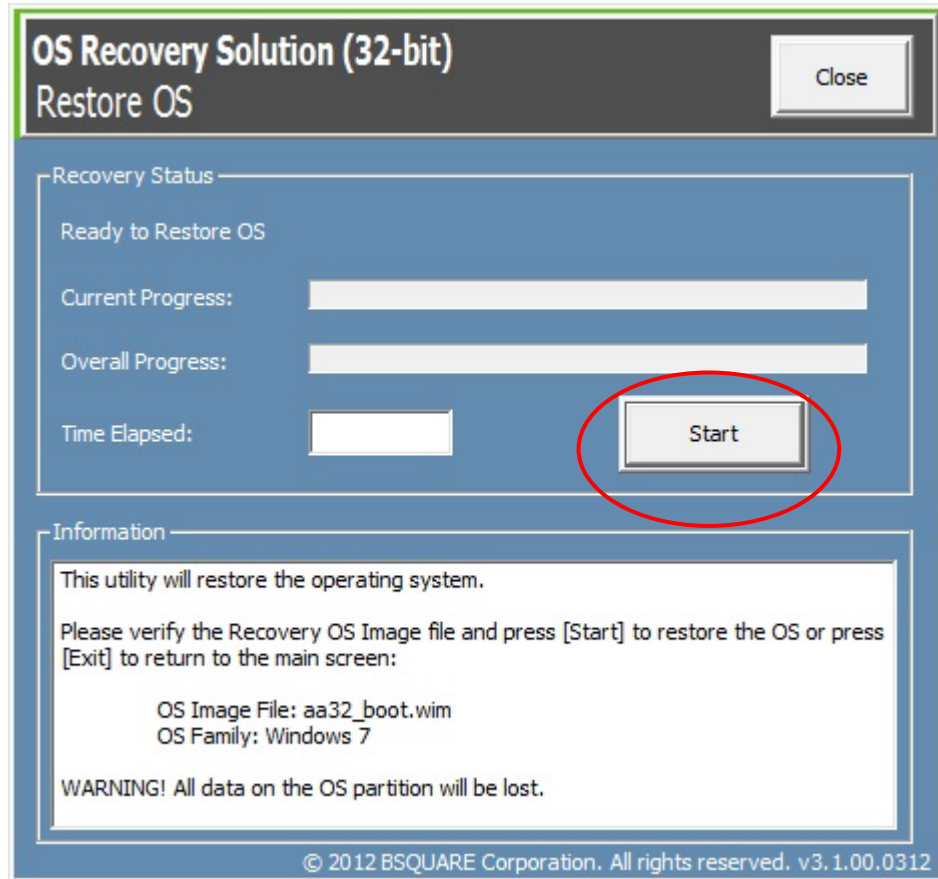 OS Recovery Solution (32-bit)
Restore OS
Close
Recovery Status
Ready to Restore OS
Current Progress:
Overall Progress:
Time Elapsed:
Start
Information
This utility will restore the operating system.
Please verify the Recovery OS Image file and press [Start] to restore the OS or press
[Exit] to return to the main screen:
OS Image File: aa32_boot.wim
OS Family: Windows 7
WARNING! All data on the OS partition will be lost.
© 2012 BSQUARE Corporation. All rights reserved. v3.1.00.0312